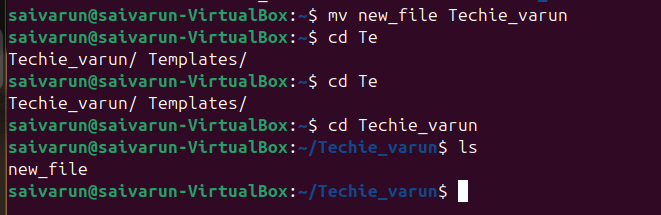 saivarun@saivarun-VirtualBox:~$ mv new_file Techie_varun
saivarun@saivarun-VirtualBox:~$ cd Te
Techie_varun/ Templates/
saivarun@saivarun-VirtualBox:~$ cd Te
Techie_varun/ Templates/
saivarun@saivarun-VirtualBox:~$ cd Techie_varun
saivarun@saivarun-VirtualBox:~/Techie_varun$ ls
new_file
saivarun@saivarun-VirtualBox:~/Techie_varun$